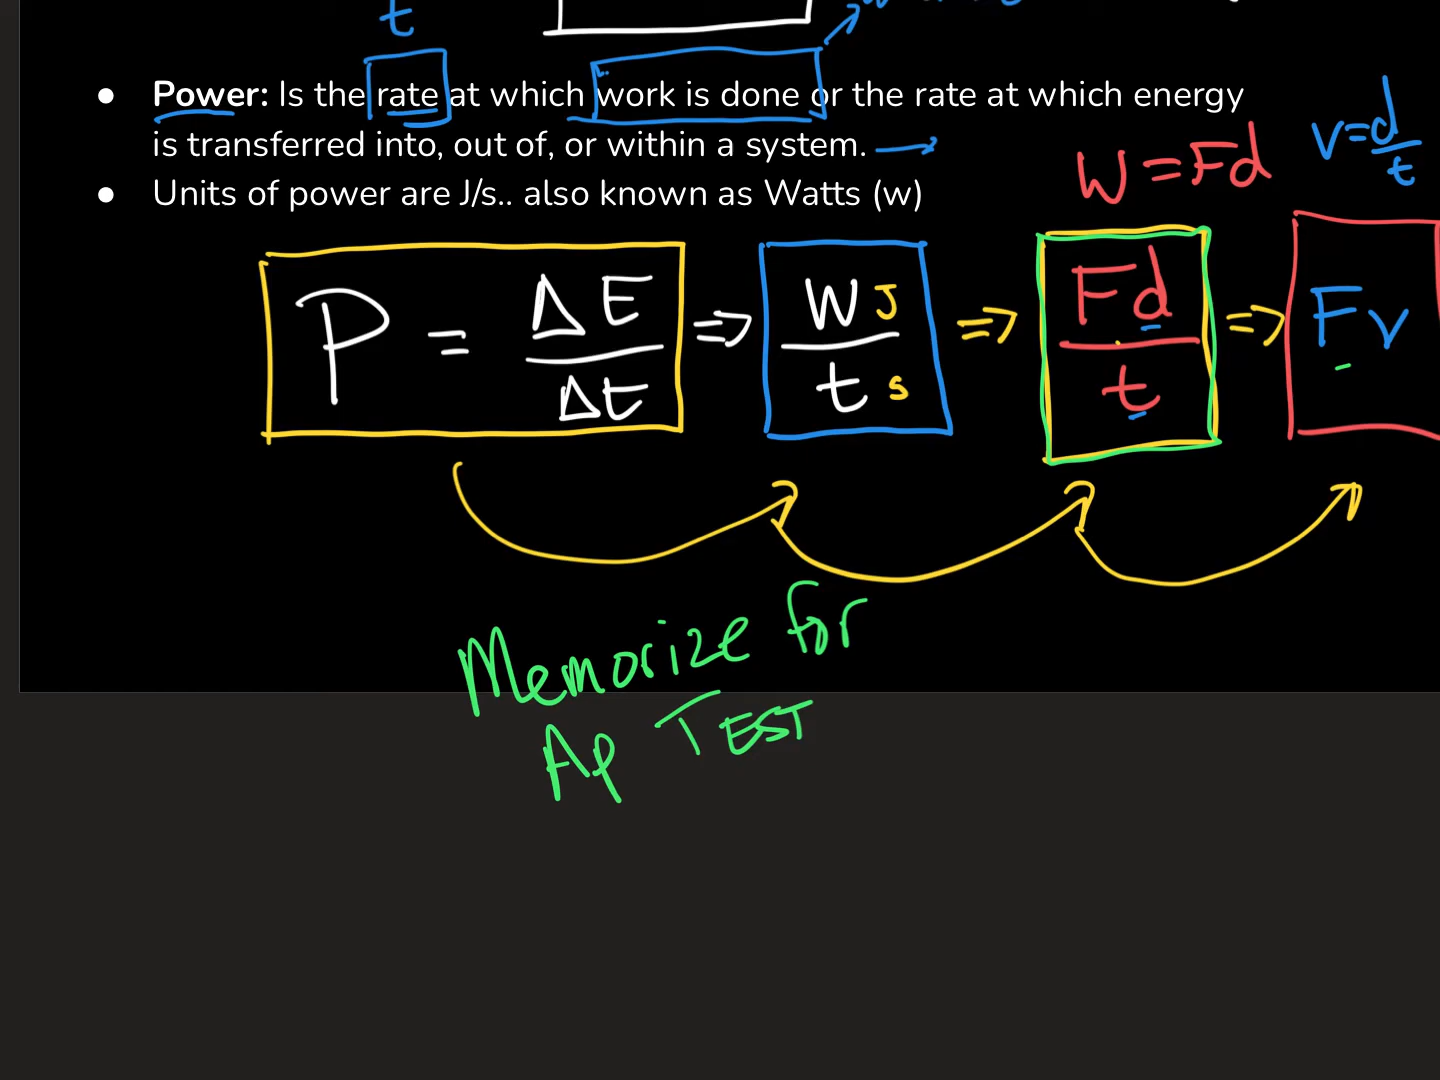 t
● Power: Is the rate at which work is done or the rate at which energy
is transferred into, out of, or within a system.
● Units of power are J/s.. also known as Watts (w)
W = Fd
v = d/t
P = ΔE/Δt ⇒ W J / t s ⇒ Fd/t ⇒ Fv
Memorize for
Ap TEST